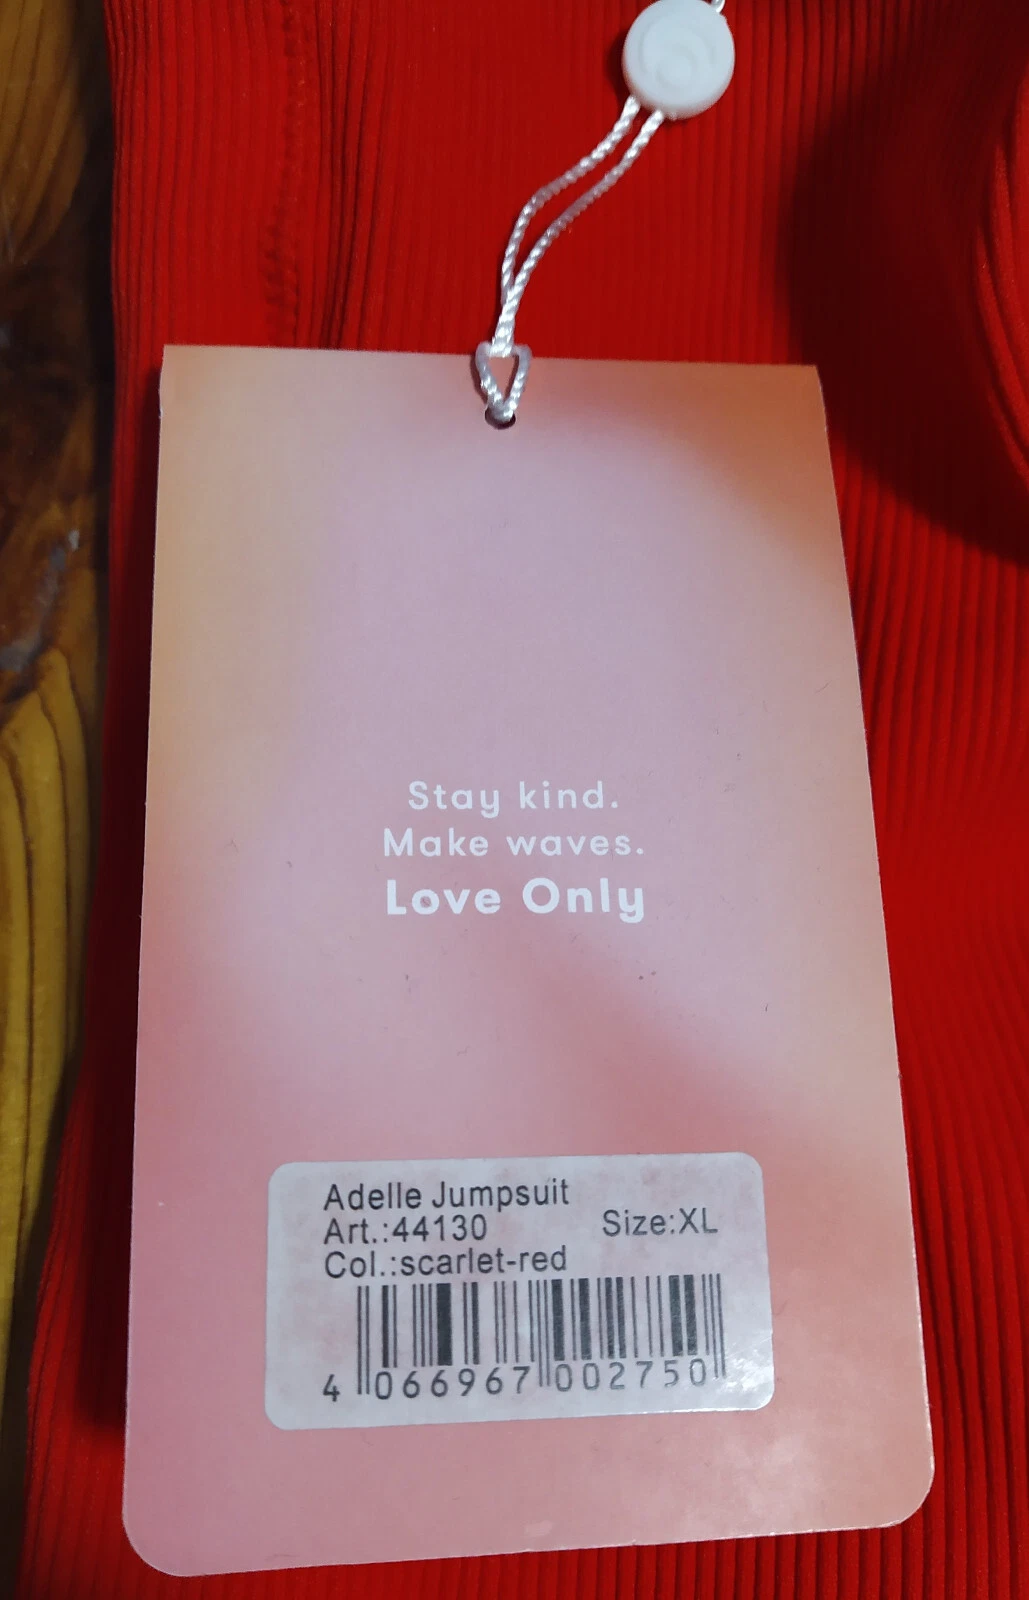 Stay kind.
Make waves.
Love Only
Adelle Jumpsuit
Art.:44130 Size:XL
Col.:scarlet-red
4 066967 002750